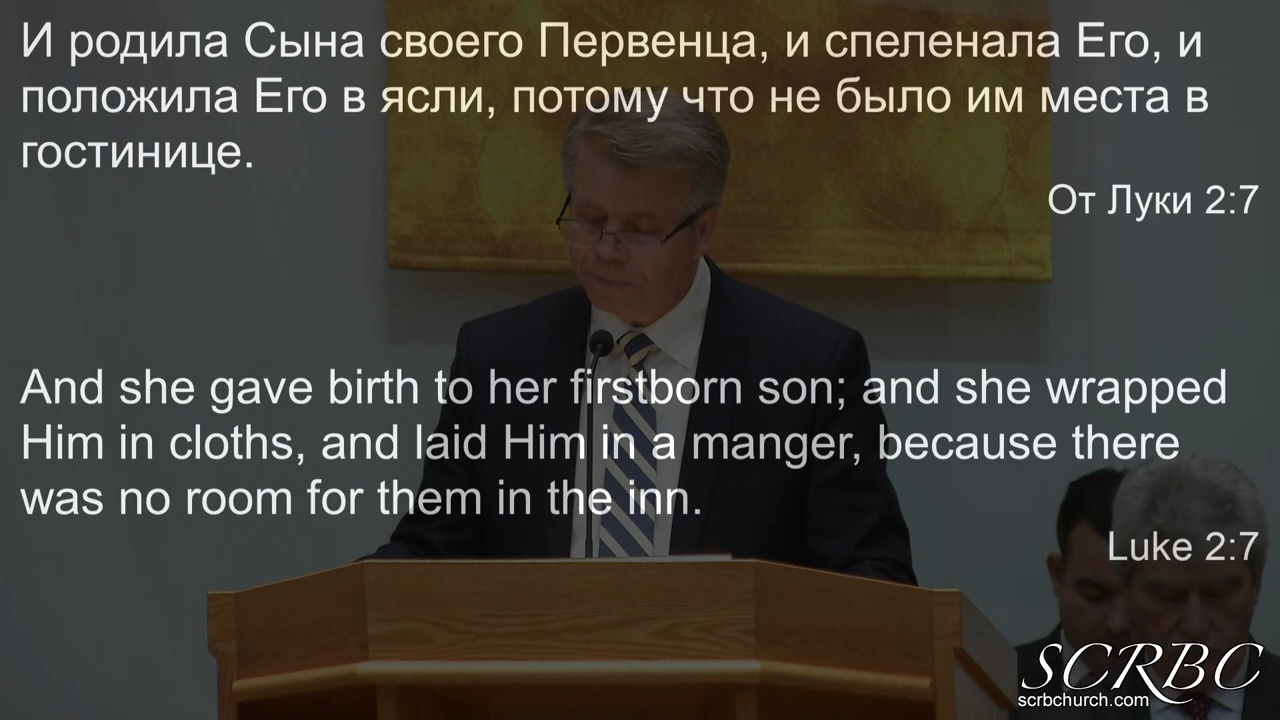 И родила Сына своего Первенца, и спеленала Его, и
положила Его в ясли, потому что не было им места в
гостинице.
От Луки 2:7
And she gave birth to her firstborn son; and she wrapped
Him in cloths, and laid Him in a manger, because there
was no room for them in the inn.
Luke 2:7
SCRBC
scrbchurch.com